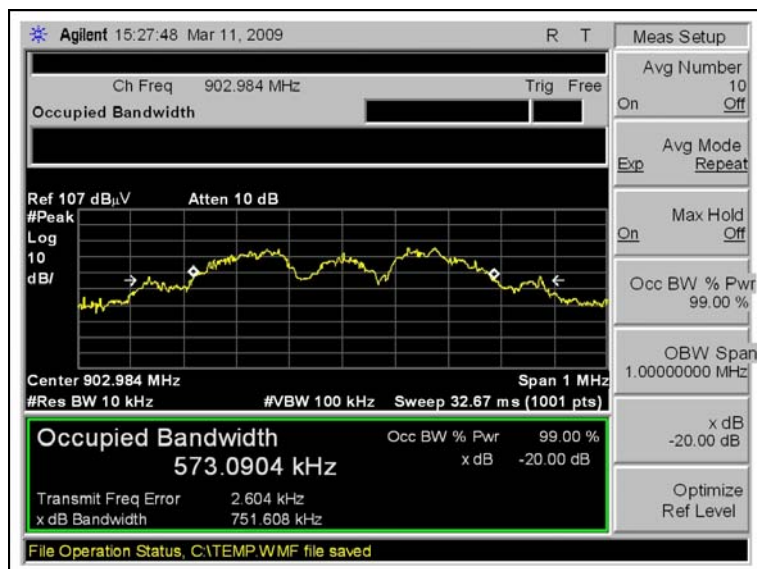 Agilent 15:27:48 Mar 11, 2009 R T
Ch Freq 902.984 MHz Trig Free
Occupied Bandwidth
Ref 107 dBµV Atten 10 dB
#Peak
Log
10
dB/
Center 902.984 MHz Span 1 MHz
#Res BW 10 kHz #VBW 100 kHz Sweep 32.67 ms (1001 pts)
Occupied Bandwidth Occ BW % Pwr 99.00 %
573.0904 kHz x dB -20.00 dB
Transmit Freq Error 2.604 kHz
x dB Bandwidth 751.608 kHz
File Operation Status, C:\TEMP.WMF file saved
Meas Setup
Avg Number
10
On Off
Avg Mode
Exp Repeat
Max Hold
On Off
Occ BW % Pwr
99.00 %
OBW Span
1.00000000 MHz
x dB
-20.00 dB
Optimize
Ref Level